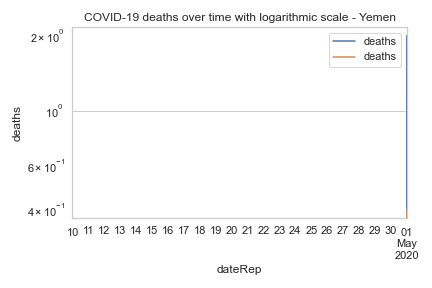 COVID-19 deaths over time with logarithmic scale - Yemen
deaths
deaths
2 × 10⁰
10⁰
6 × 10⁻¹
4 × 10⁻¹
deaths
10 11 12 13 14 15 16 17 18 19 20 21 22 23 24 25 26 27 28 29 30 01
May
2020
dateRep